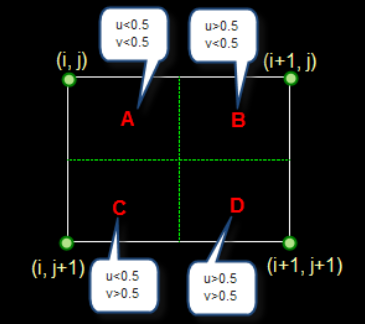 u<0.5
v<0.5
u>0.5
v<0.5
(i, j)
(i+1, j)
A
B
C
D
(i, j+1)
(i+1, j+1)
u<0.5
v>0.5
u>0.5
v>0.5